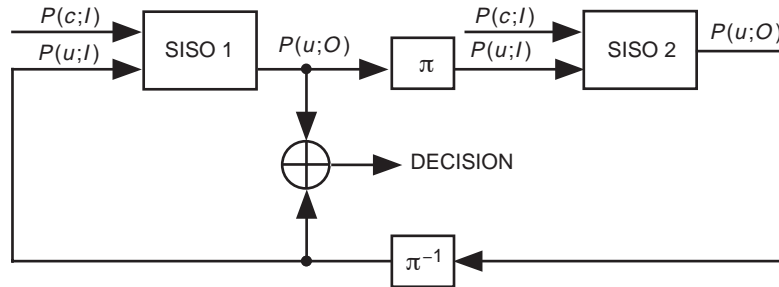 P(c;I)
P(u;I)
SISO 1
P(u;O)
π
P(c;I)
P(u;I)
SISO 2
P(u;O)
DECISION
π⁻¹